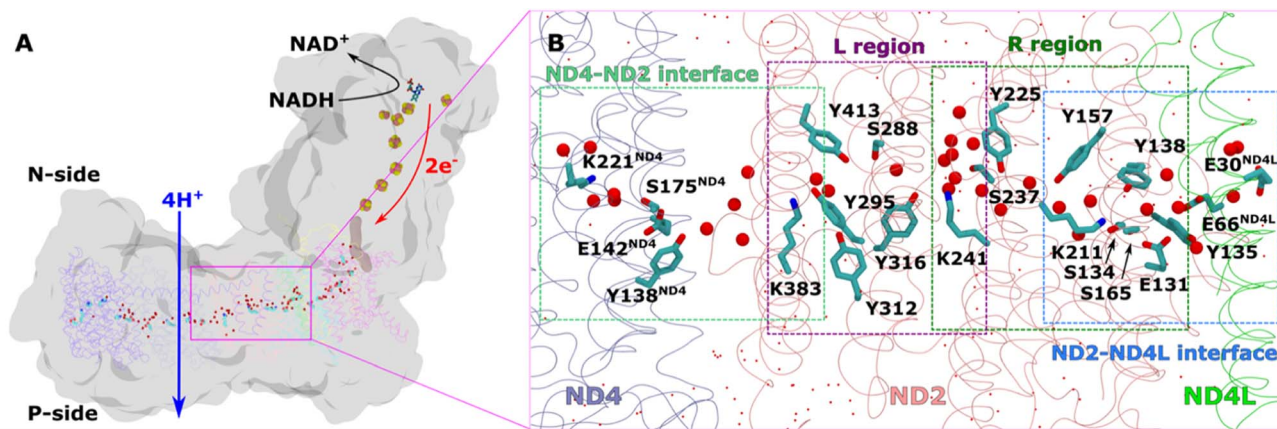 A
NAD+
NADH
N-side
4H+
2e-
P-side
B
L region
R region
ND4-ND2 interface
Y413
S288
Y225
Y157
Y138
E30ND4L
K221ND4
S175ND4
Y295
S237
E66ND4L
E142ND4
Y316
K241
K211
Y135
S134
E131
S165
K383
Y138ND4
Y312
ND2-ND4L interface
ND4
ND2
ND4L